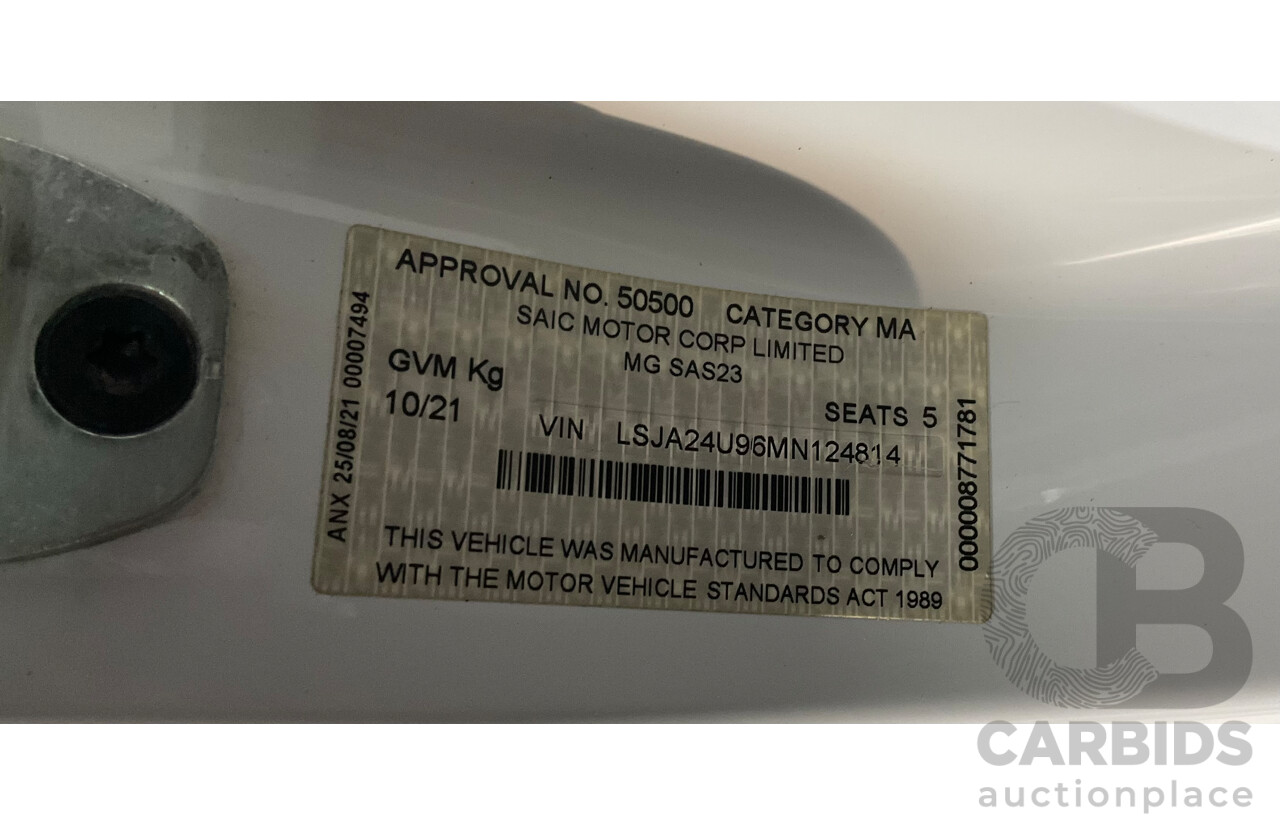 APPROVAL NO. 50500 CATEGORY MA
SAIC MOTOR CORP LIMITED
MG SAS23
GVM Kg
SEATS 5
10/21
VIN LSJA24U96MN124814
THIS VEHICLE WAS MANUFACTURED TO COMPLY
WITH THE MOTOR VEHICLE STANDARDS ACT 1989
ANX 25/08/21 00007494
000008771781
CARBIDS
auctionplace